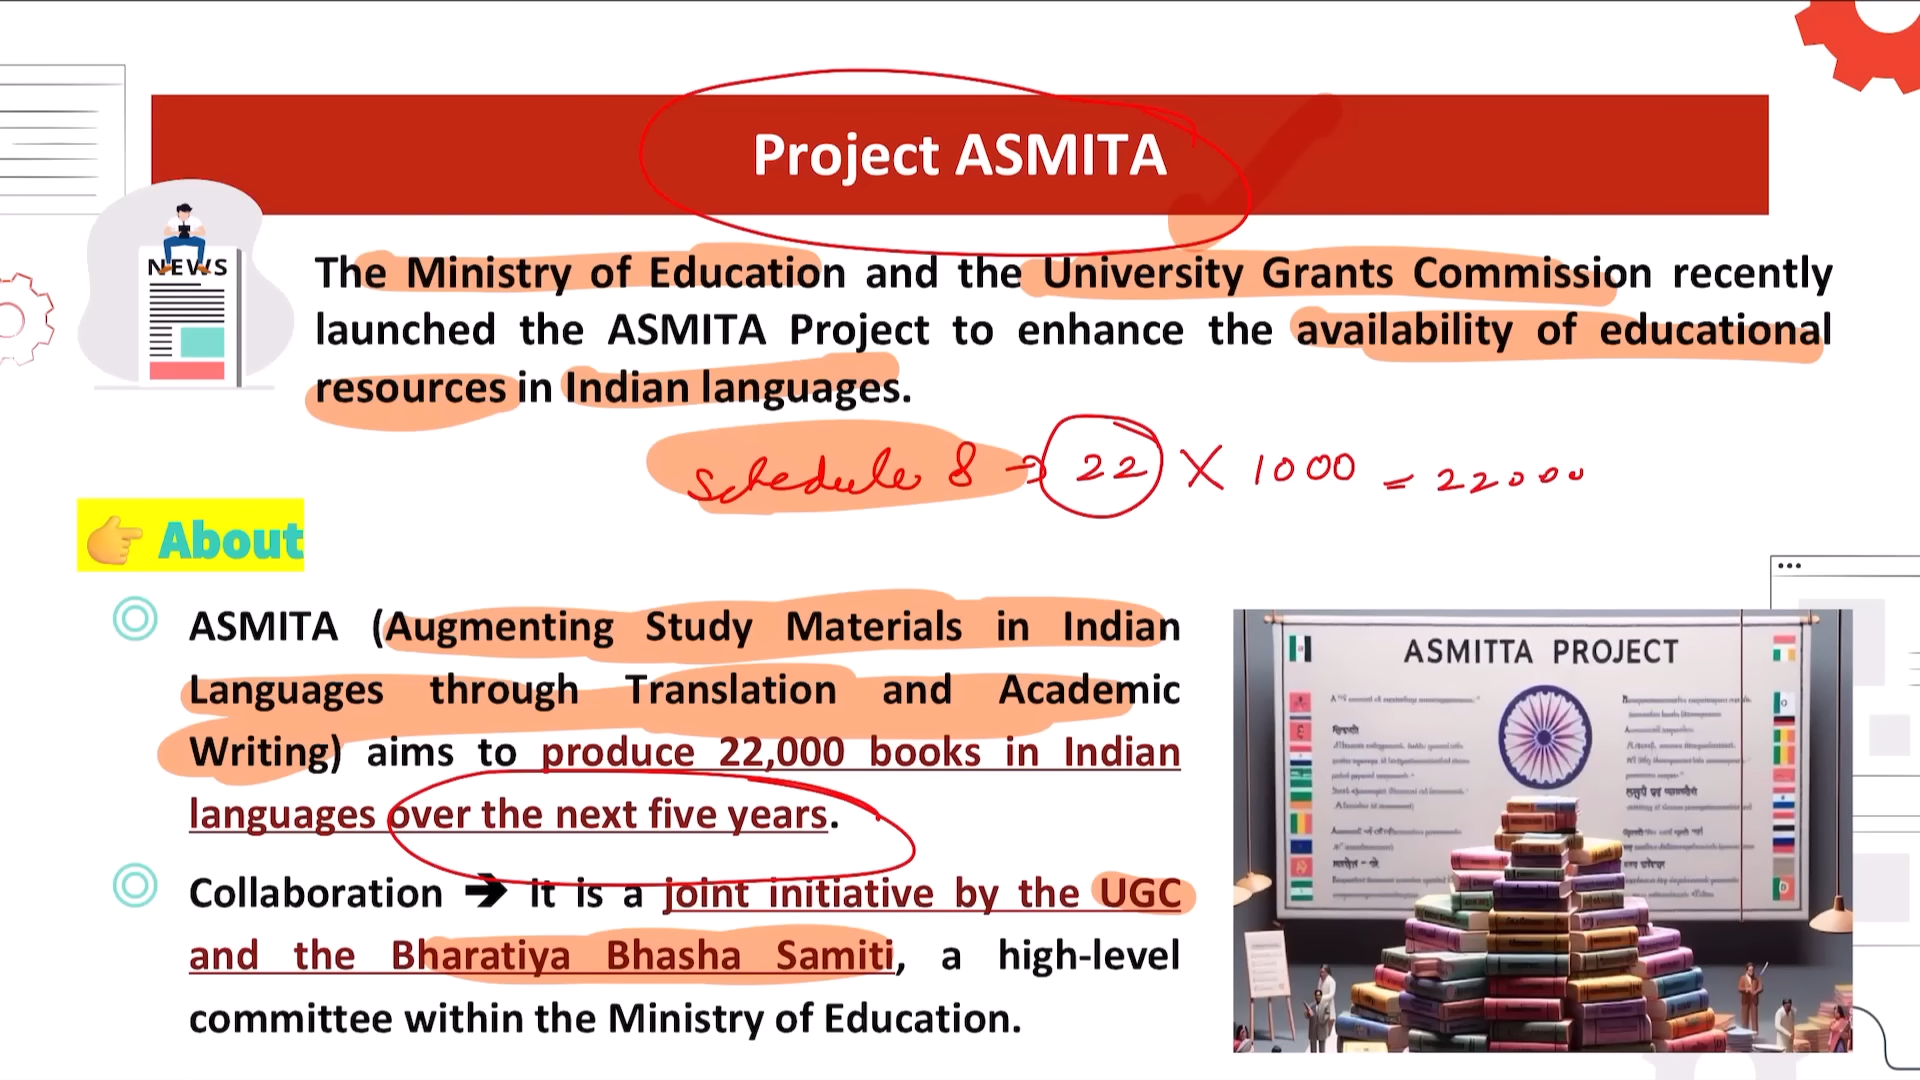 Project ASMITA
NEWS
The Ministry of Education and the University Grants Commission recently
launched the ASMITA Project to enhance the availability of educational
resources in Indian languages.
Schedule 8 → 22 X 1000 = 22000
👉 About
ASMITA (Augmenting Study Materials in Indian
Languages through Translation and Academic
Writing) aims to produce 22,000 books in Indian
languages over the next five years.
Collaboration → It is a joint initiative by the UGC
and the Bharatiya Bhasha Samiti, a high-level
committee within the Ministry of Education.
ASMITTA PROJECT